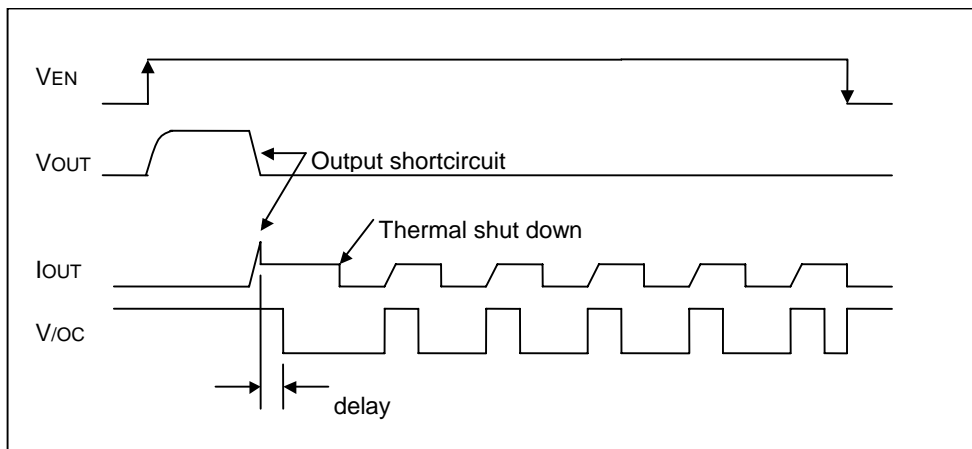 VEN
VOUT
Output shortcircuit
Thermal shut down
IOUT
V/OC
delay